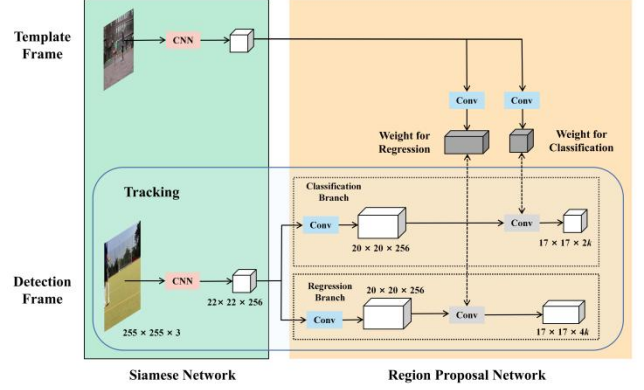 Template
Frame
CNN
Conv
Conv
Weight for
Regression
Weight for
Classification
Tracking
Classification
Branch
Conv
20 × 20 × 256
Conv
17 × 17 × 2k
Detection
Frame
CNN
22× 22 × 256
255 × 255 × 3
Regression
Branch
20 × 20 × 256
Conv
Conv
17 × 17 × 4k
Siamese Network
Region Proposal Network